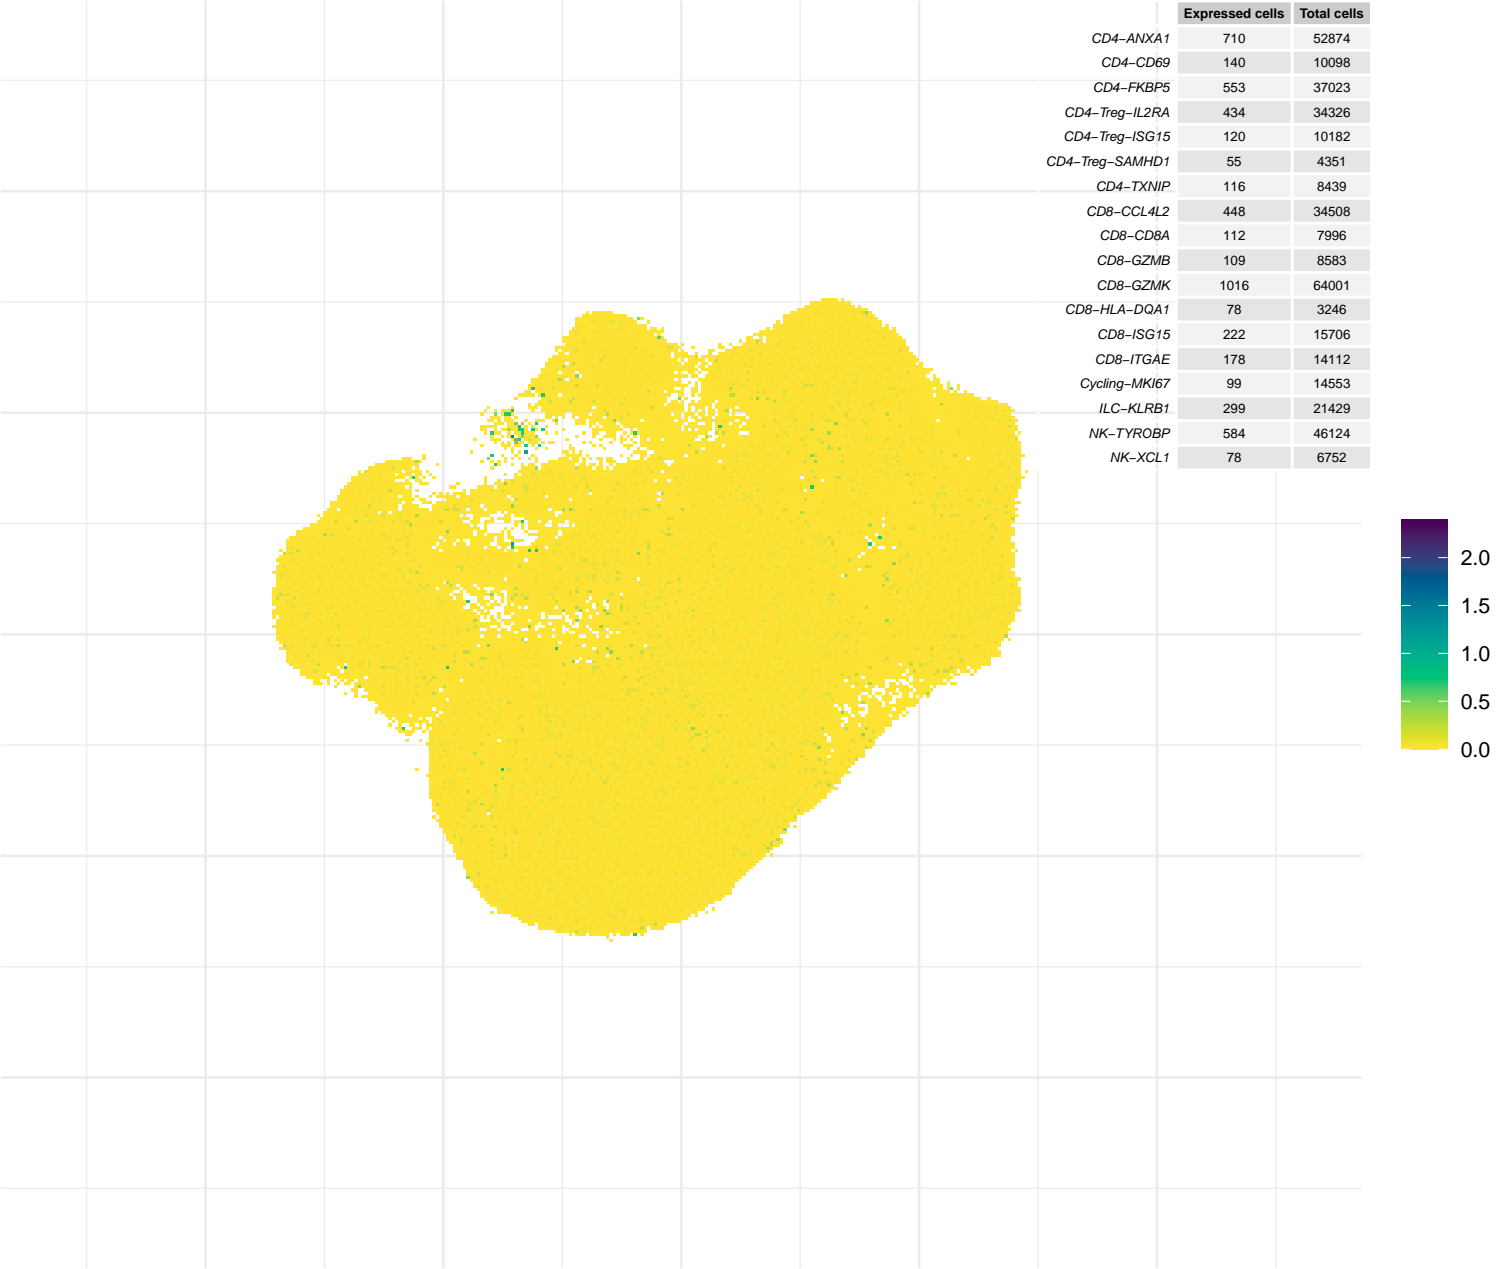 Expressed cells Total cells
CD4−ANXA1 710 52874
CD4−CD69 140 10098
CD4−FKBP5 553 37023
CD4−Treg−IL2RA 434 34326
CD4−Treg−ISG15 120 10182
CD4−Treg−SAMHD1 55 4351
CD4−TXNIP 116 8439
CD8−CCL4L2 448 34508
CD8−CD8A 112 7996
CD8−GZMB 109 8583
CD8−GZMK 1016 64001
CD8−HLA−DQA1 78 3246
CD8−ISG15 222 15706
CD8−ITGAE 178 14112
Cycling−MKI67 99 14553
ILC−KLRB1 299 21429
NK−TYROBP 584 46124
NK−XCL1 78 6752
2.0
1.5
1.0
0.5
0.0